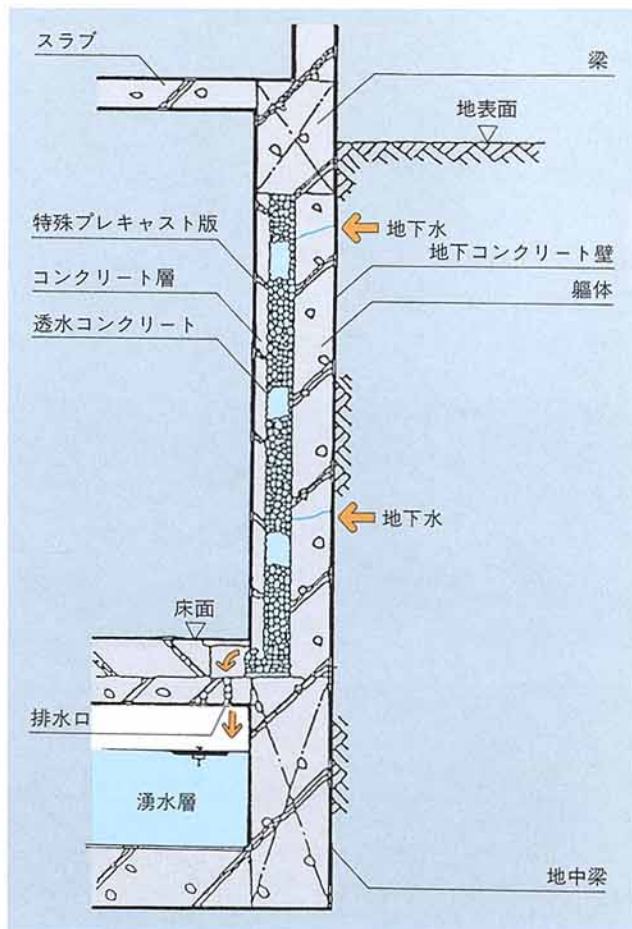 スラブ
梁
地表面
特殊プレキャスト版
地下水
地下コンクリート壁
コンクリート層
躯体
透水コンクリート
地下水
床面
排水口
湧水層
地中梁